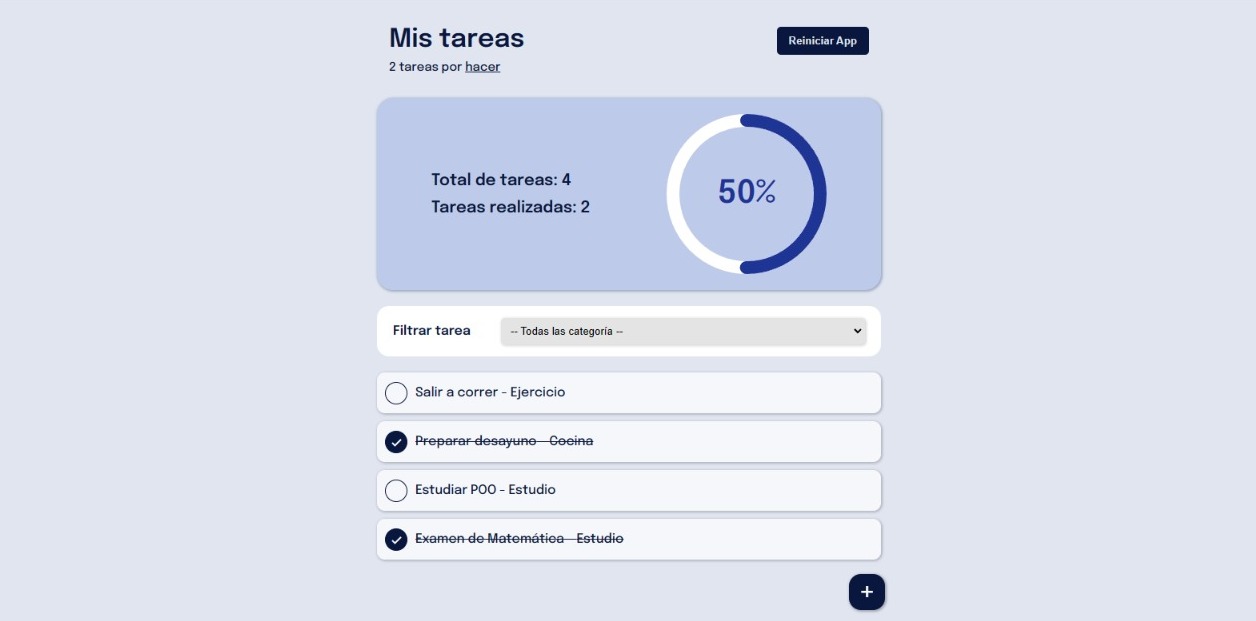 Mis tareas
Reiniciar App
2 tareas por hacer
Total de tareas: 4
Tareas realizadas: 2
50%
Filtrar tarea
-- Todas las categoría --
Salir a correr - Ejercicio
Preparar desayuno - Cocina
Estudiar POO - Estudio
Examen de Matemática - Estudio
+